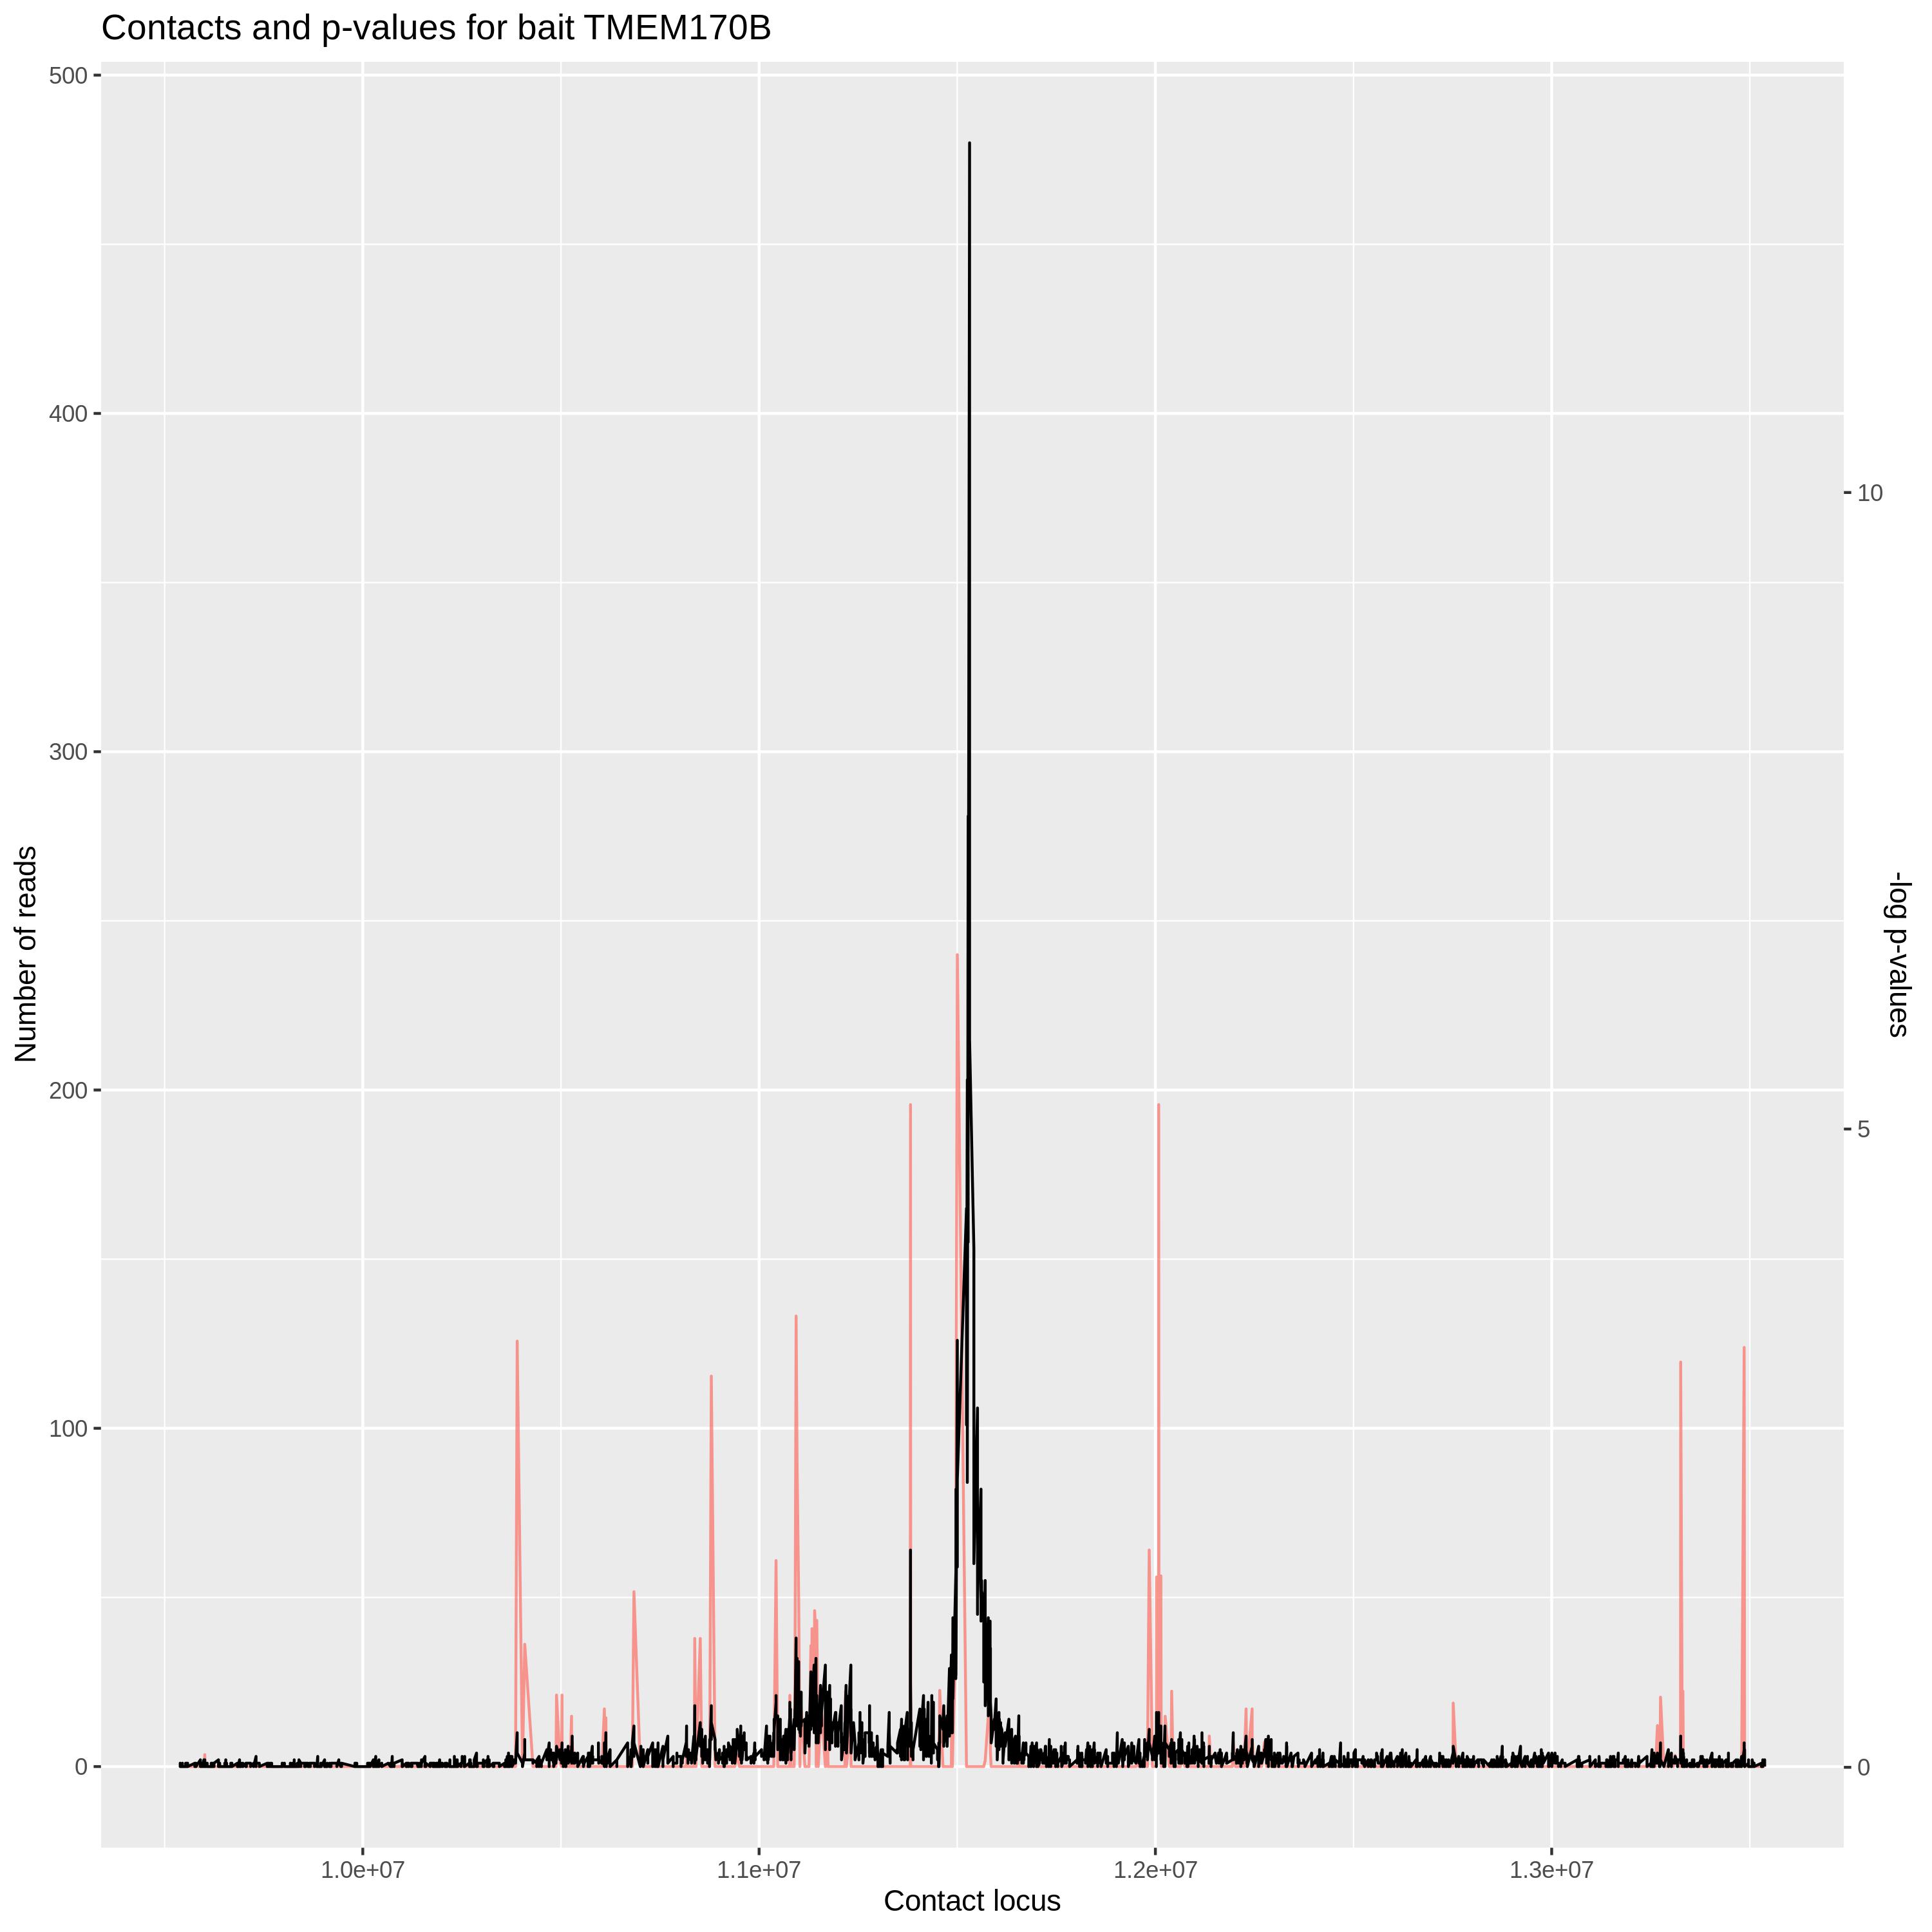 Contacts and p-values for bait TMEM170B
500
400
300
200
100
0
Number of reads
10
5
0
-log p-values
1.0e+07
1.1e+07
1.2e+07
1.3e+07
Contact locus